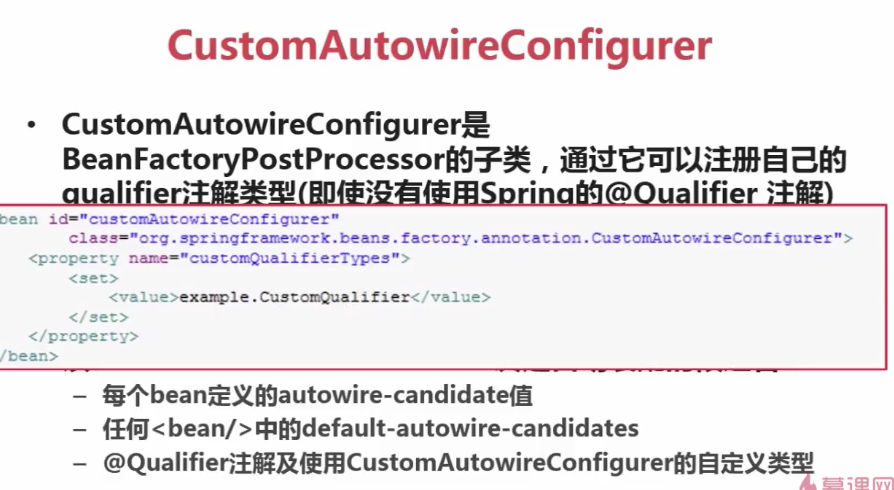 CustomAutowireConfigurer
• CustomAutowireConfigurer是
BeanFactoryPostProcessor的子类，通过它可以注册自己的
qualifier注解类型(即使没有使用Spring的@Qualifier 注解)
bean id="customAutowireConfigurer"
class="org.springframework.beans.factory.annotation.CustomAutowireConfigurer">
<property name="customQualifierTypes">
<set>
<value>example.CustomQualifier</value>
</set>
</property>
/bean>
– 每个bean定义的autowire-candidate值
– 任何<bean/>中的default-autowire-candidates
– @Qualifier注解及使用CustomAutowireConfigurer的自定义类型
慕课网